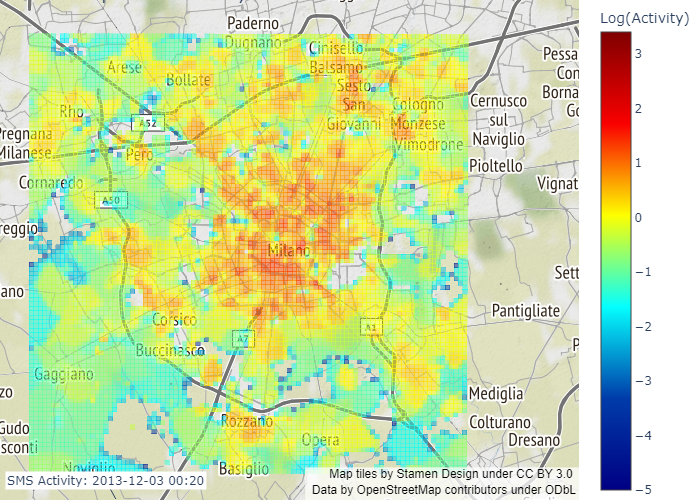 Paderno
Dugnano
Cinisello
Balsamo
Arese
Bollate
Sesto
San
Giovanni
Cologno
Monzese
Vimodrone
Rho
A52
Pero
Pregnana
Milanese
Cornaredo
A50
reggio
ano
Cernusco
sul
Naviglio
Pioltello
Pessa
Con
Borna
Go
Vignat
Milano
Sett
Pantigliate
P
Corsico
A7
A1
Buccinasco
Gaggiano
zo
Gudo
sconti
Rozzano
Opera
Mediglia
Colturano
Dresano
Noviglio
Basiglio
SMS Activity: 2013-12-03 00:20
Map tiles by Stamen Design under CC BY 3.0
Data by OpenStreetMap contributors under ODbL
Log(Activity)
3
2
1
0
−1
−2
−3
−4
−5